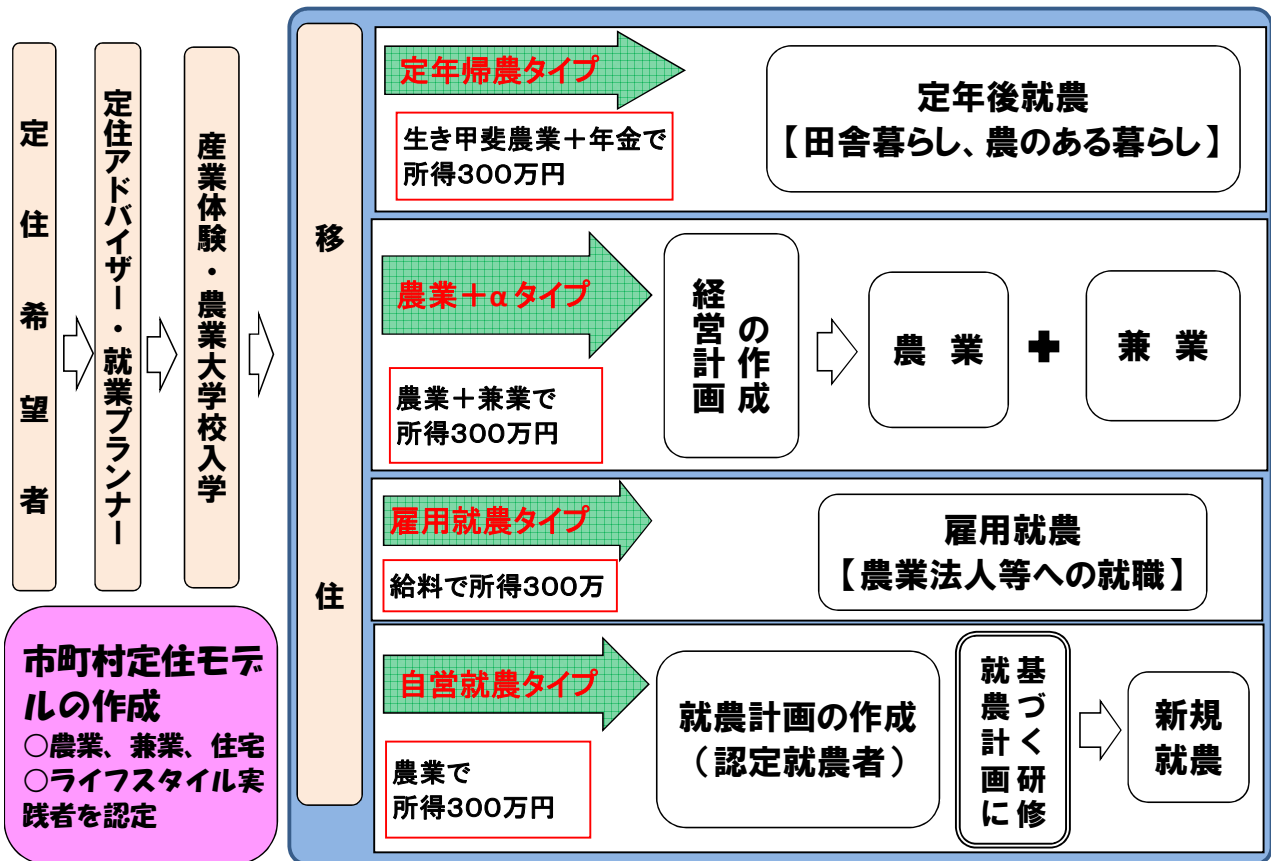 定住希望者
定住アドバイザー・就業プランナー
産業体験・農業大学校入学
市町村定住モデ
ルの作成
○農業、兼業、住宅
○ライフスタイル実
践者を認定
移住
定年帰農タイプ
生き甲斐農業＋年金で
所得300万円
定年後就農
【田舎暮らし、農のある暮らし】
農業＋αタイプ
農業＋兼業で
所得300万円
経営計画
の作成
農業
＋
兼業
雇用就農タイプ
給料で所得300万
雇用就農
【農業法人等への就職】
自営就農タイプ
農業で
所得300万円
就農計画の作成
（認定就農者）
就農計画に
基づく研修
新規
就農